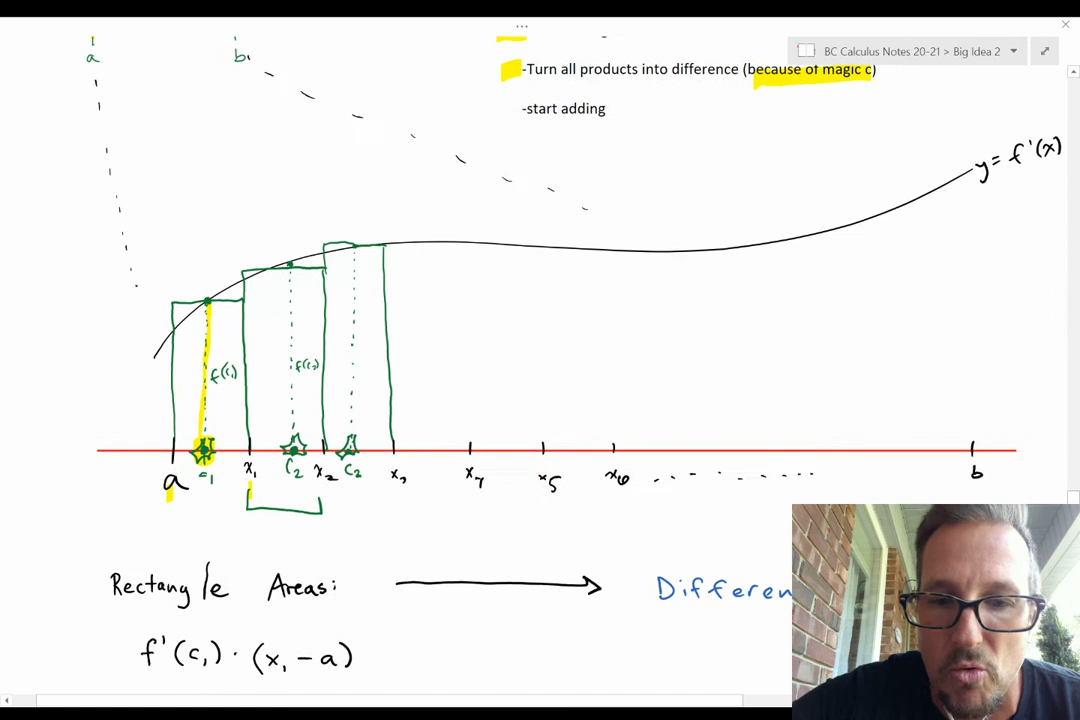 BC Calculus Notes 20-21 > Big Idea 2
a b
-Turn all products into difference (because of magic c)
-start adding
y = f'(x)
f(c₁) f(c₂)
a c₁ x₁ c₂ x₂ c₂ x₃ x₄ x₅ x₆ b
Rectangle Areas: Differen
f'(c₁) · (x₁ - a)